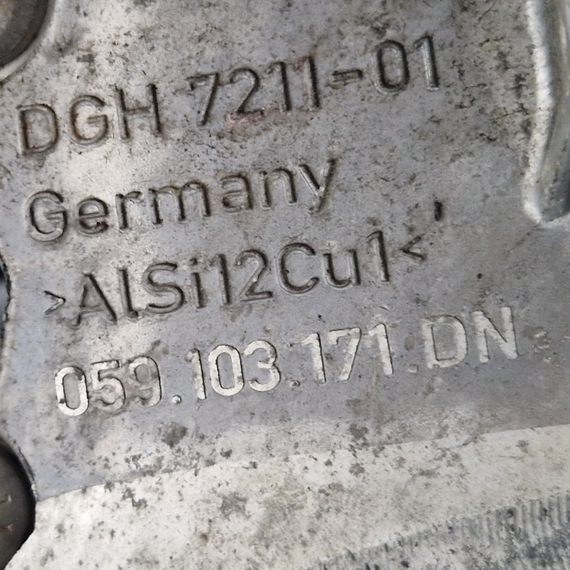 DGH 7211-01
Germany
>AlSi12Cu1<
059.103.171.DN